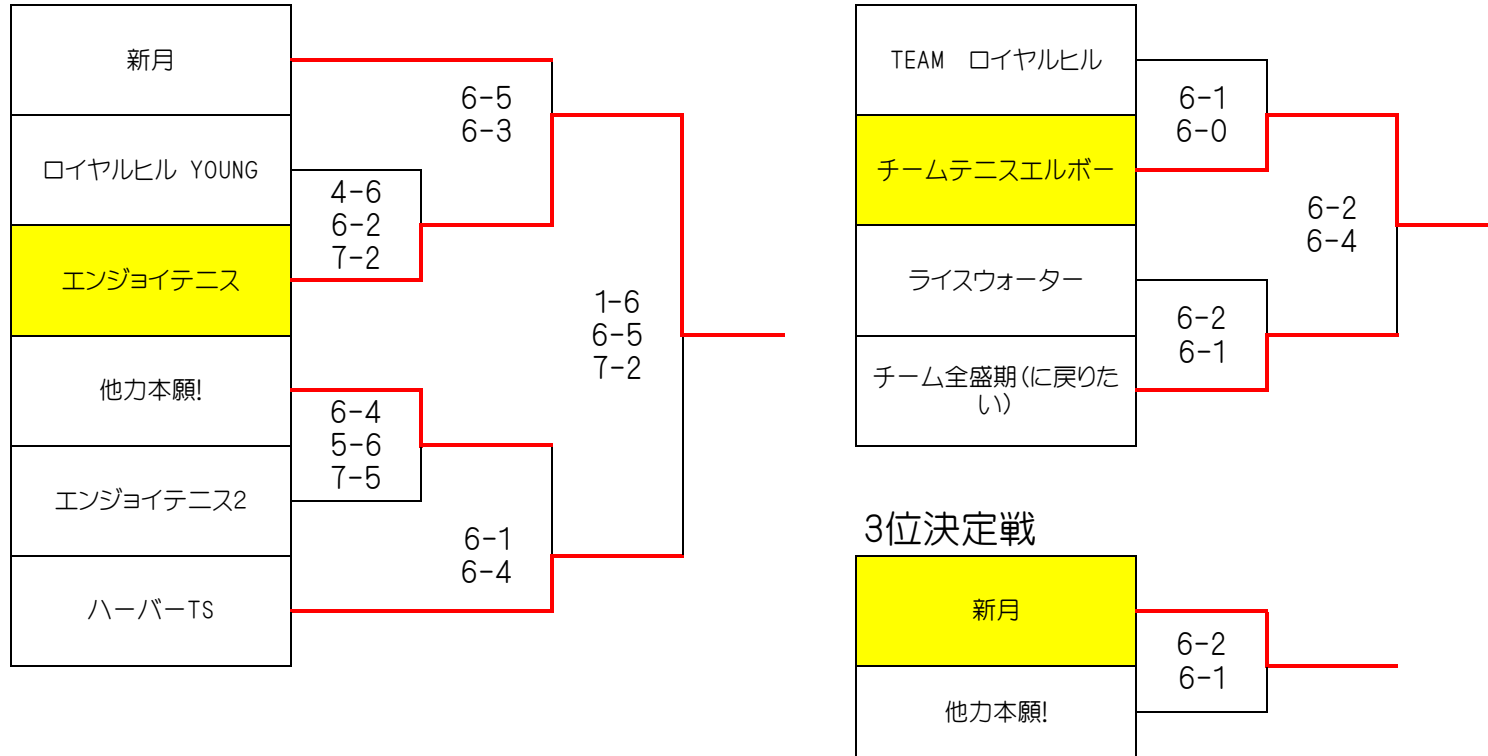 新月
6-5
6-3
ロイヤルヒル YOUNG
4-6
6-2
7-2
エンジョイテニス
1-6
6-5
7-2
他力本願!
6-4
5-6
7-5
エンジョイテニス2
6-1
6-4
ハーバーTS
TEAM　ロイヤルヒル
6-1
6-0
チームテニスエルボー
6-2
6-4
ライスウォーター
6-2
6-1
チーム全盛期(に戻りた
い)
3位決定戦
新月
6-2
6-1
他力本願!